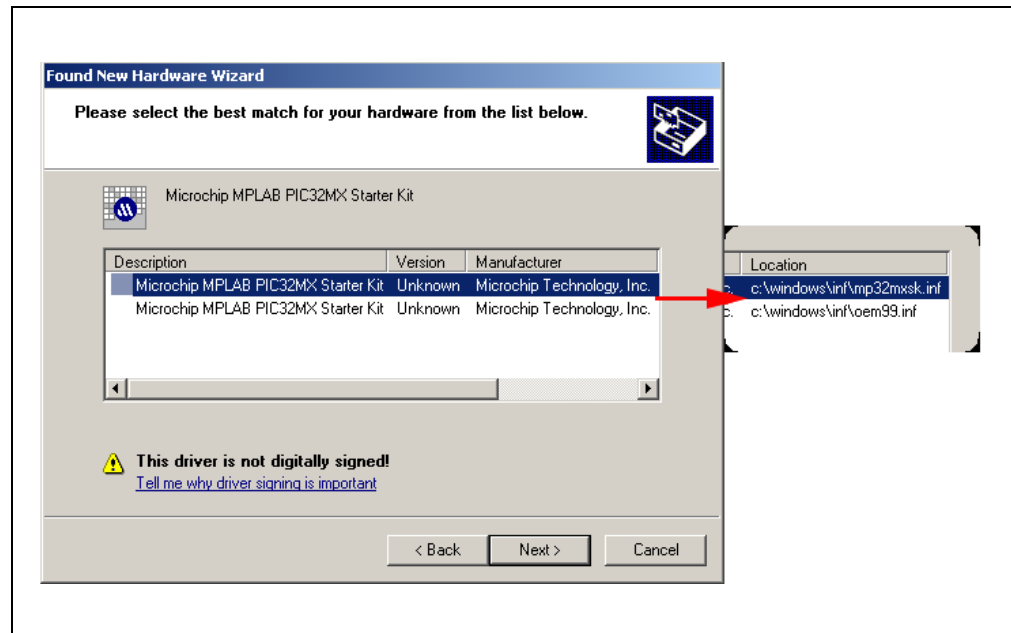 Found New Hardware Wizard
Please select the best match for your hardware from the list below.
Microchip MPLAB PIC32MX Starter Kit
Description Version Manufacturer
Microchip MPLAB PIC32MX Starter Kit Unknown Microchip Technology, Inc.
Microchip MPLAB PIC32MX Starter Kit Unknown Microchip Technology, Inc.
Location
c. c:\windows\inf\mp32mxsk.inf
c. c:\windows\inf\oem99.inf
This driver is not digitally signed!
Tell me why driver signing is important
< Back Next > Cancel